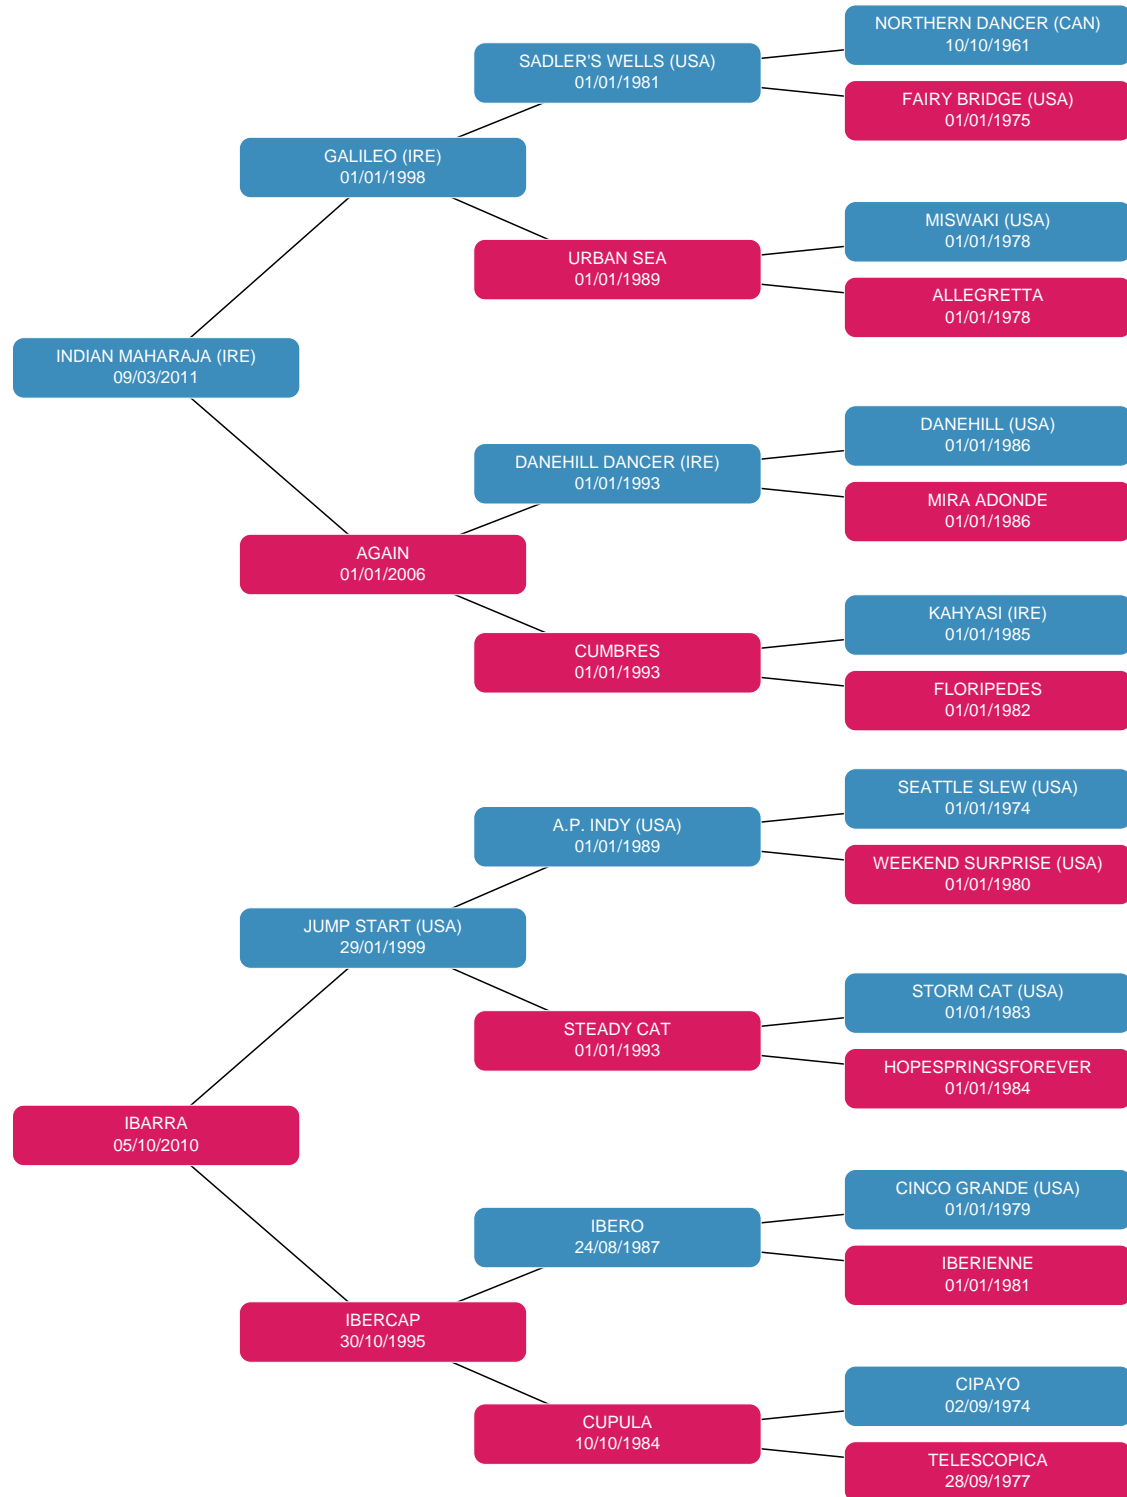 NORTHERN DANCER (CAN)
10/10/1961
SADLER'S WELLS (USA)
01/01/1981
FAIRY BRIDGE (USA)
01/01/1975
GALILEO (IRE)
01/01/1998
MISWAKI (USA)
01/01/1978
URBAN SEA
01/01/1989
ALLEGRETTA
01/01/1978
INDIAN MAHARAJA (IRE)
09/03/2011
DANEHILL (USA)
01/01/1986
DANEHILL DANCER (IRE)
01/01/1993
MIRA ADONDE
01/01/1986
AGAIN
01/01/2006
KAHYASI (IRE)
01/01/1985
CUMBRES
01/01/1993
FLORIPEDES
01/01/1982
SEATTLE SLEW (USA)
01/01/1974
A.P. INDY (USA)
01/01/1989
WEEKEND SURPRISE (USA)
01/01/1980
JUMP START (USA)
29/01/1999
STORM CAT (USA)
01/01/1983
STEADY CAT
01/01/1993
HOPESPRINGSFOREVER
01/01/1984
IBARRA
05/10/2010
CINCO GRANDE (USA)
01/01/1979
IBERO
24/08/1987
IBERIENNE
01/01/1981
IBERCAP
30/10/1995
CIPAYO
02/09/1974
CUPULA
10/10/1984
TELESCOPICA
28/09/1977